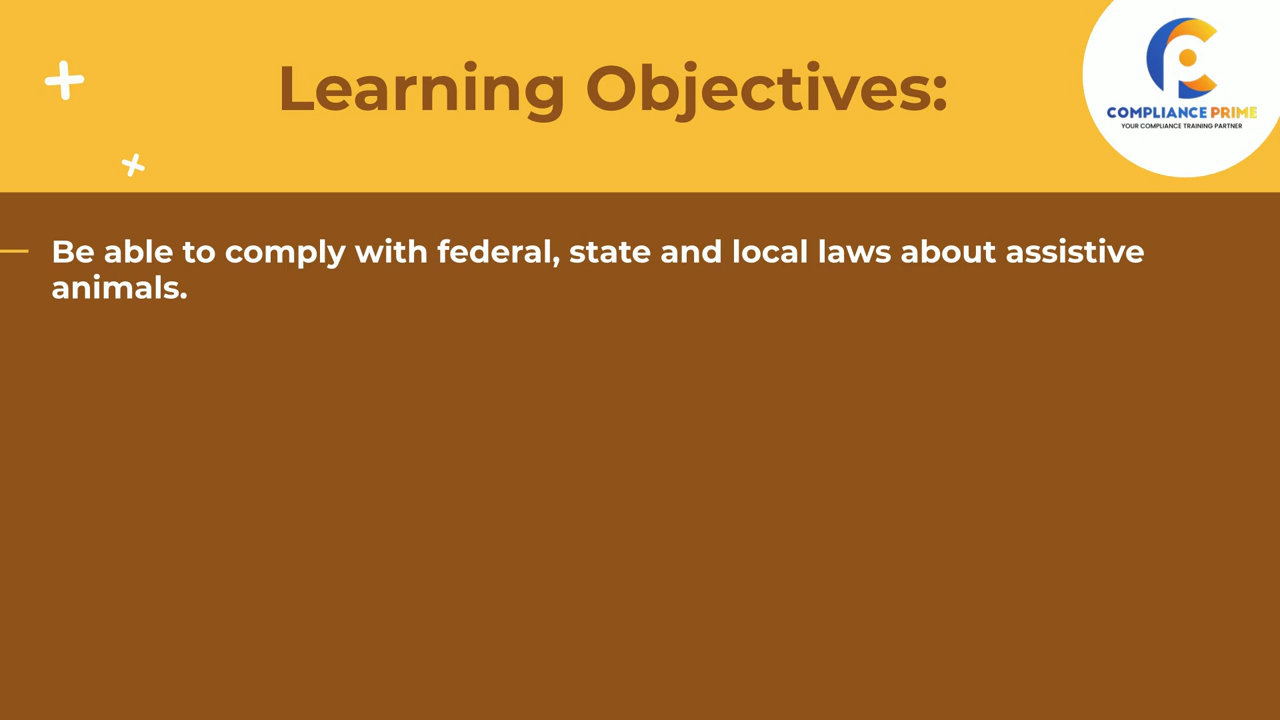 Learning Objectives:
COMPLIANCE PRIME
YOUR COMPLIANCE TRAINING PARTNER
Be able to comply with federal, state and local laws about assistive
animals.